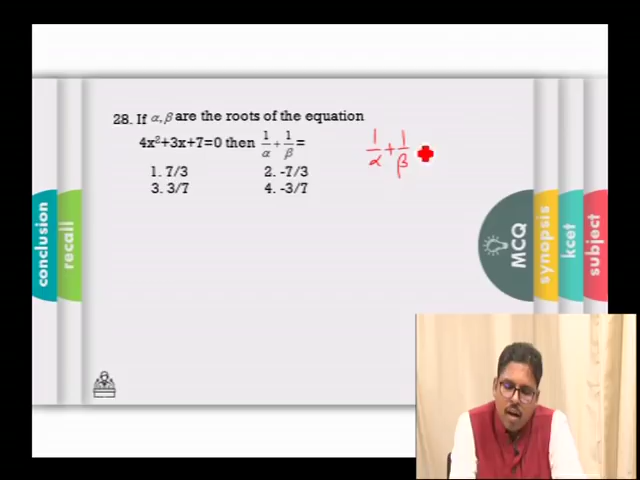 28. If α, β are the roots of the equation
4x²+3x+7=0 then 1/α + 1/β =
1. 7/3 2. -7/3
3. 3/7 4. -3/7
1/α + 1/β
conclusion
recall
MCQ
synopsis
kcet
subject